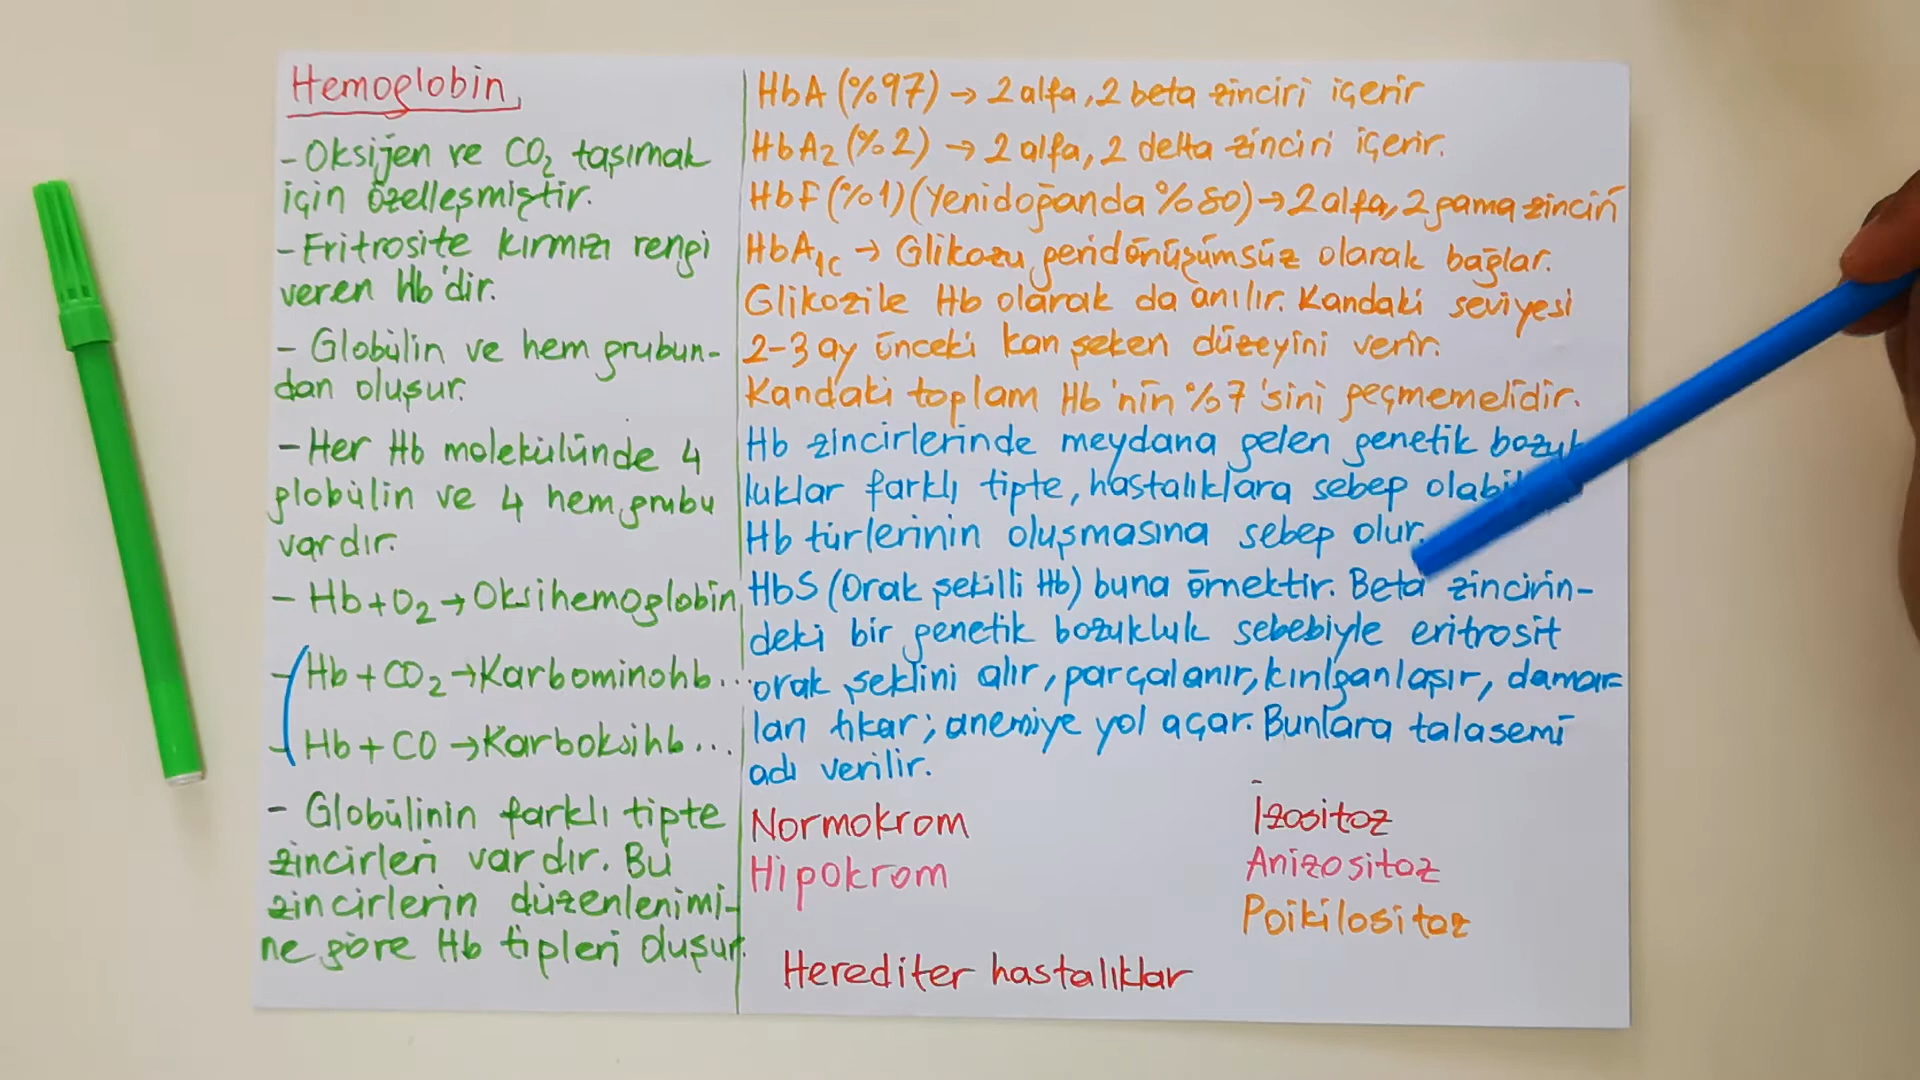 Hemoglobin
- Oksijen ve CO₂ taşımak
için özelleşmiştir.
- Eritrosite kırmızı rengi
veren Hb'dir.
- Globülin ve hem grubun-
dan oluşur.
- Her Hb molekülünde 4
globülin ve 4 hem grubu
vardır.
- Hb+O₂→Oksihemoglobin
- Hb+CO₂→Karbominohb...
- Hb+CO→Karboksihb...
- Globülinin farklı tipte
zincirleri vardır. Bu
zincirlerin düzenlenimi-
ne göre Hb tipleri oluşur.
HbA (%97) → 2 alfa, 2 beta zinciri içerir
HbA₂ (%2) → 2 alfa, 2 delta zinciri içerir.
HbF (%1) (Yenidoğanda %80)→2 alfa, 2 gama zinciri
HbA1c → Glikozu geridönüşümsüz olarak bağlar.
Glikozile Hb olarak da anılır. Kandaki seviyesi
2-3 ay önceki kan şekeri düzeyini verir.
Kandaki toplam Hb'nin %7'sini geçmemelidir.
Hb zincirlerinde meydana gelen genetik bozuk
luklar farklı tipte, hastalıklara sebep
Hb türlerinin oluşmasına sebep olur.
HbS (Orak şekilli Hb) buna örnektir. Beta zincirin-
deki bir genetik bozukluk sebebiyle eritrosit
orak şeklini alır, parçalanır, kırılganlaşır, damar-
ları tıkar; anemiye yol açar. Bunlara talasemi
adı verilir.
Normokrom
Hipokrom
İzositoz
Anizositoz
Poikilositoz
Herediter hastalıklar